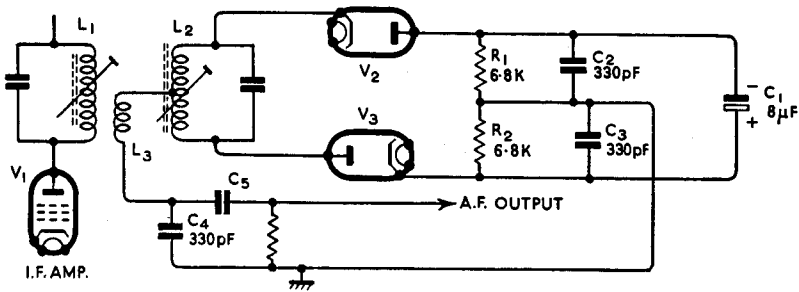 L1
L2
V2
R1
6·8K
C2
330pF
− C1
8µF
+
V3
R2
6·8K
C3
330pF
L3
V1
C5
A.F. OUTPUT
C4
330pF
I.F. AMP.